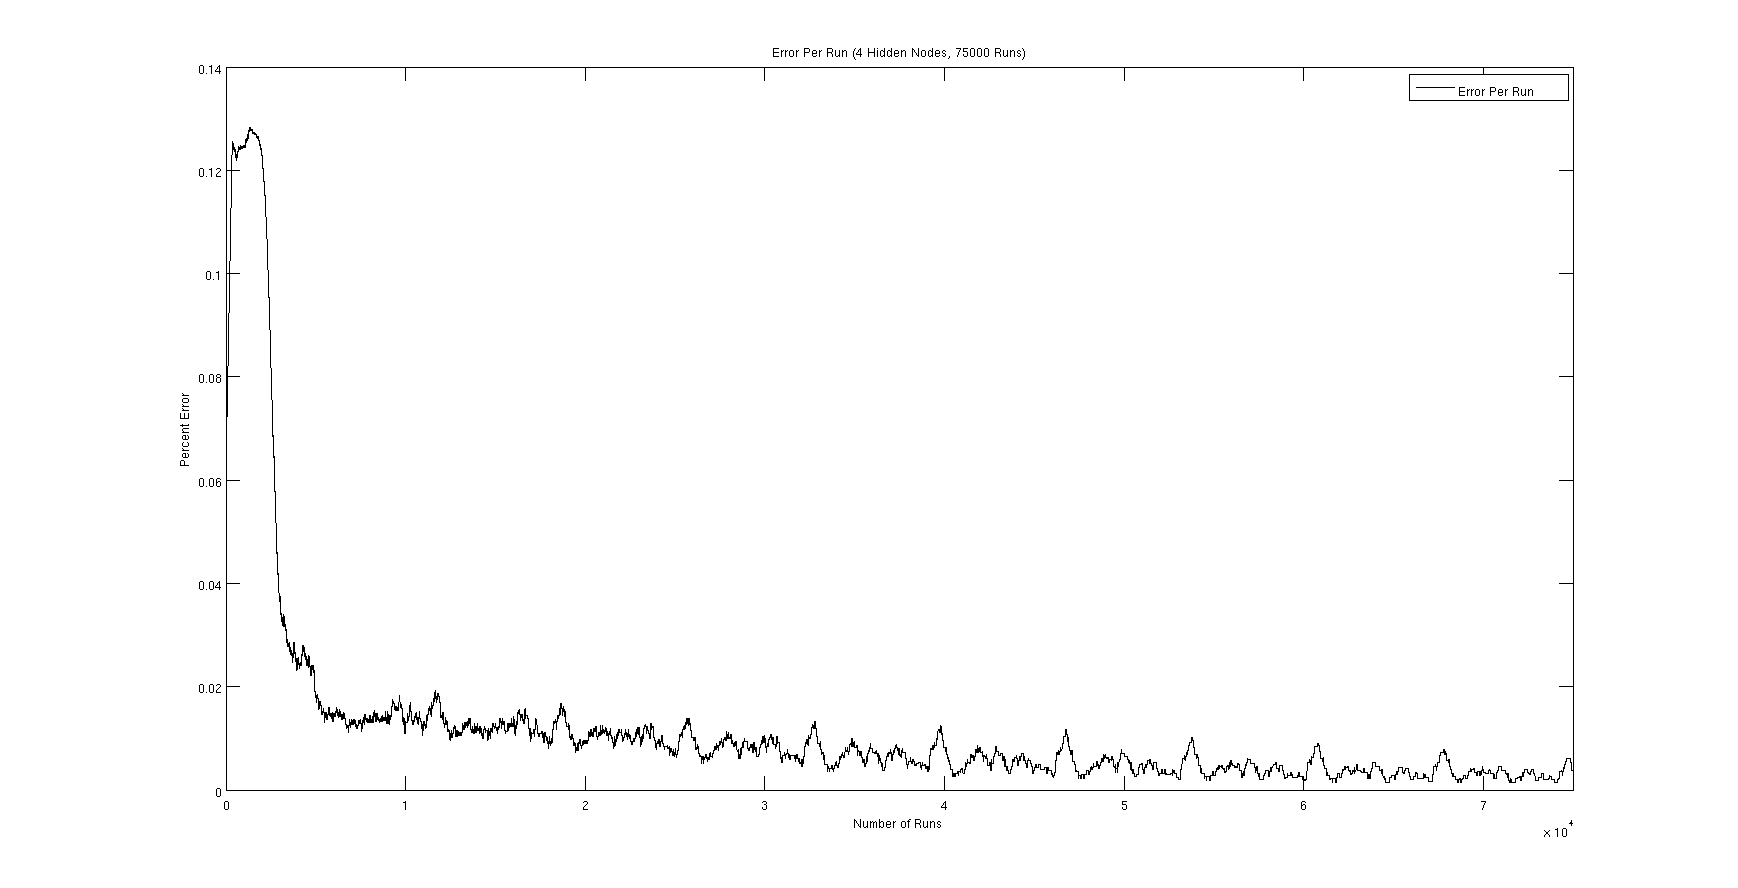 Error Per Run (4 Hidden Nodes, 75000 Runs)
Error Per Run
0.14
0.12
0.1
0.08
0.06
0.04
0.02
0
Percent Error
0 1 2 3 4 5 6 7
Number of Runs
×10⁴